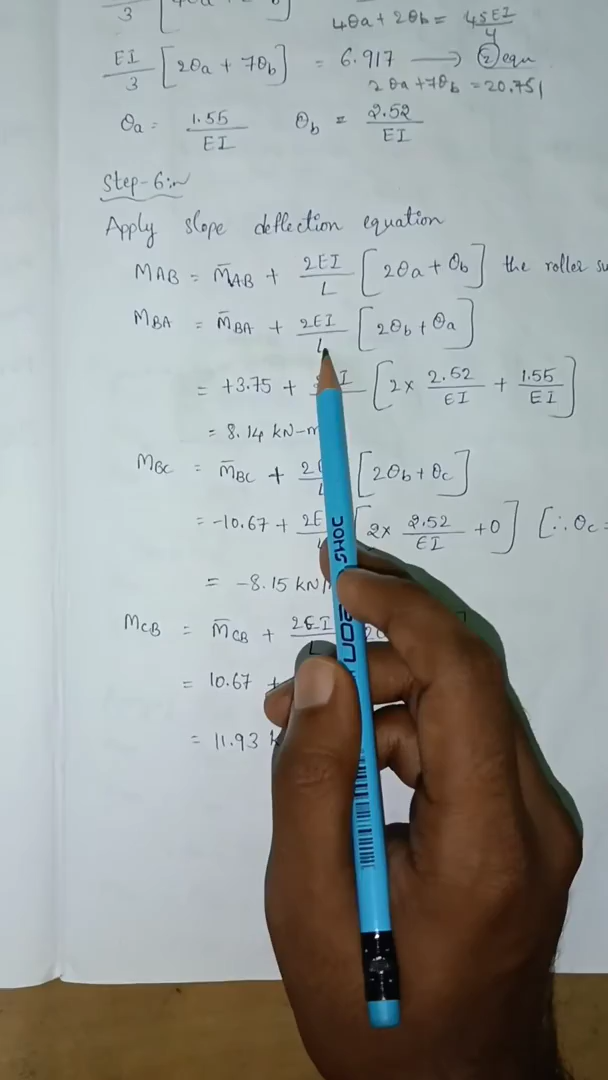 3
4θa + 2θb = 45EI
4
EI/3 [2θa + 7θb] = 6.917 → ② equ
2θa + 7θb = 20.751
θa = 1.55/EI θb = 2.52/EI
Step-6:n
Apply slope deflection equation
MAB = M̄AB + 2EI/L [2θa + θb] the roller
MBA = M̄BA + 2EI/L [2θb + θa]
= +3.75 + [2× 2.52/EI + 1.55/EI]
= 8.14 kN-m
MBC = M̄BC + [2θb + θc]
= -10.67 + [2× 2.52/EI + 0] [∴ θc =
= -8.15 kN
MCB = M̄CB + 2EI/L
= 10.67 +
= 11.93